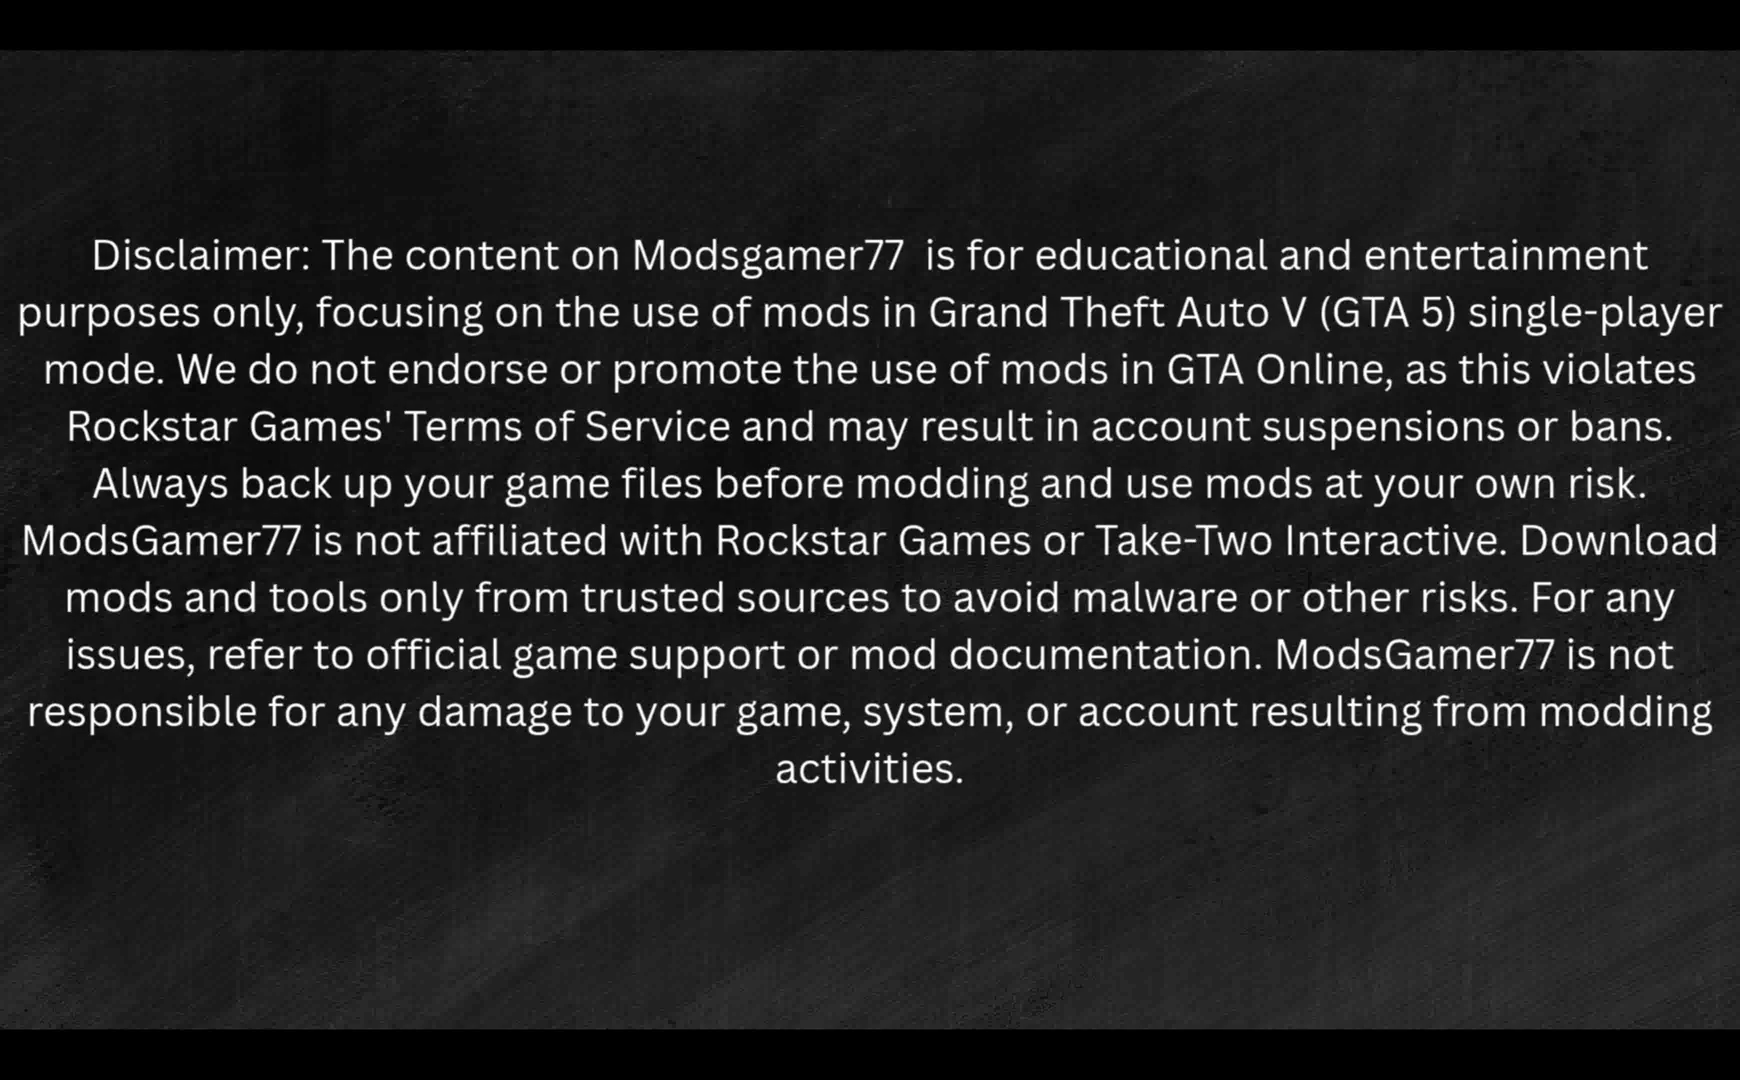 Disclaimer: The content on Modsgamer77 is for educational and entertainment
purposes only, focusing on the use of mods in Grand Theft Auto V (GTA 5) single-player
mode. We do not endorse or promote the use of mods in GTA Online, as this violates
Rockstar Games' Terms of Service and may result in account suspensions or bans.
Always back up your game files before modding and use mods at your own risk.
ModsGamer77 is not affiliated with Rockstar Games or Take-Two Interactive. Download
mods and tools only from trusted sources to avoid malware or other risks. For any
issues, refer to official game support or mod documentation. ModsGamer77 is not
responsible for any damage to your game, system, or account resulting from modding
activities.